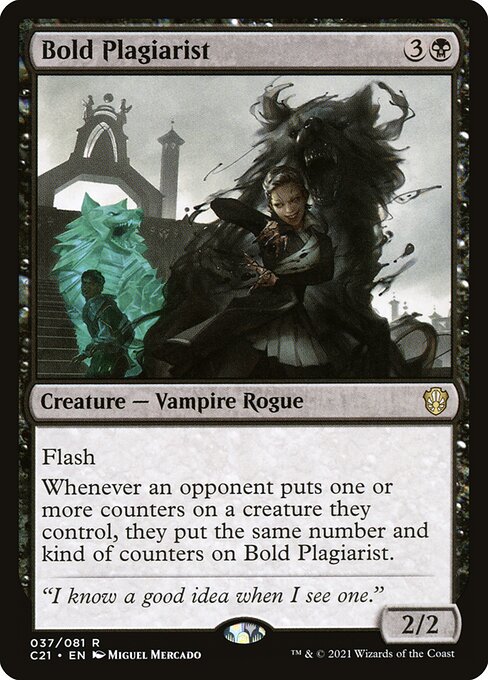 Bold Plagiarist 3
Creature — Vampire Rogue
Flash
Whenever an opponent puts one or
more counters on a creature they
control, they put the same number and
kind of counters on Bold Plagiarist.
“I know a good idea when I see one.”
2/2
037/081 R
C21 • EN Miguel Mercado
™ & © 2021 Wizards of the Coast